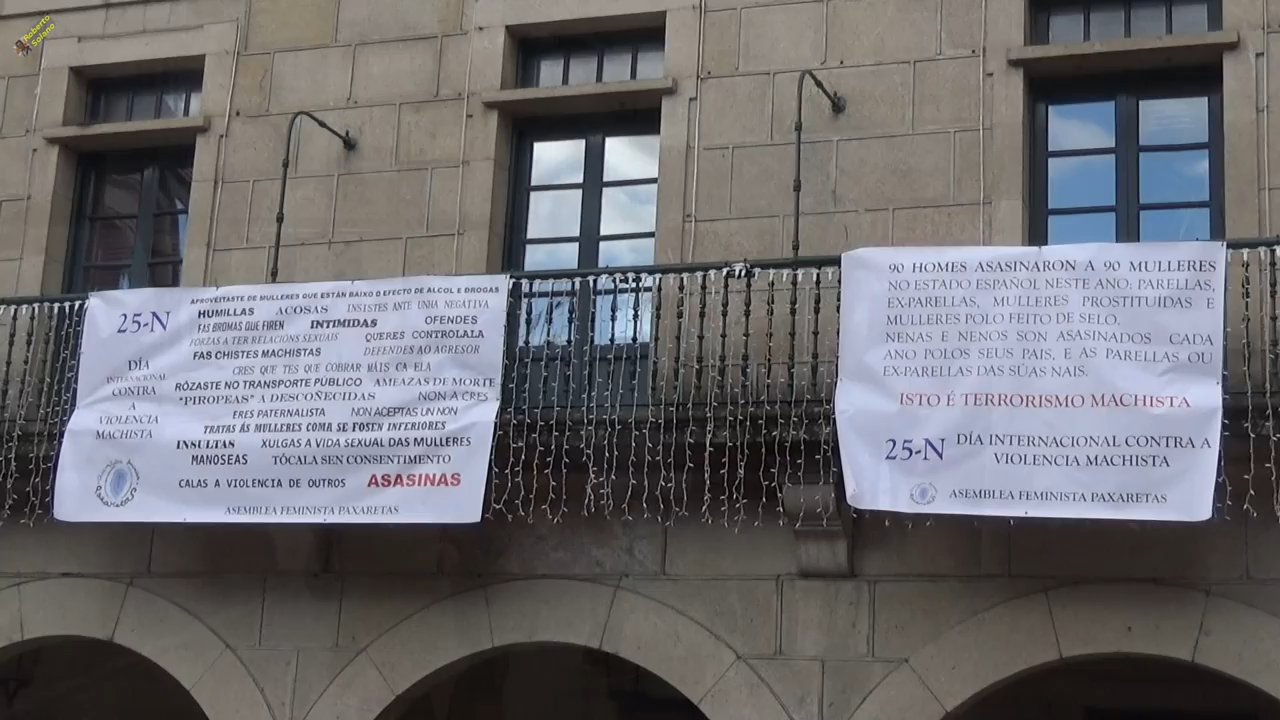 Roberto
Solano
APROVEITASTE DE MULLERES QUE ESTÁN BAIXO O EFECTO DE ALCOL E DROGAS
25-N
HUMILLAS ACOSAS INSISTES ANTE UNHA NEGATIVA
FAS BROMAS QUE FIREN INTIMIDAS OFENDES
FORZAS A TER RELACIÓNS SEXUAIS QUERES CONTROLALA
FAS CHISTES MACHISTAS DEFENDES AO AGRESOR
CRES QUE TES QUE COBRAR MÁIS CA ELA
RÓZASTE NO TRANSPORTE PÚBLICO AMEAZAS DE MORTE
"PIROPEAS" A DESCOÑECIDAS NON A CRES
ERES PATERNALISTA NON ACEPTAS UN NON
TRATAS ÁS MULLERES COMA SE FOSEN INFERIORES
INSULTAS XULGAS A VIDA SEXUAL DAS MULLERES
MANOSEAS TÓCALA SEN CONSENTIMENTO
CALAS A VIOLENCIA DE OUTROS ASASINAS
DÍA
INTERNACIONAL
CONTRA
A
VIOLENCIA
MACHISTA
ASEMBLEA FEMINISTA PAXARETAS
90 HOMES ASASINARON A 90 MULLERES
NO ESTADO ESPAÑOL NESTE ANO: PARELLAS,
EX-PARELLAS, MULLERES PROSTITUÍDAS E
MULLERES POLO FEITO DE SELO.
NENAS E NENOS SON ASASINADOS CADA
ANO POLOS SEUS PAIS, E AS PARELLAS OU
EX-PARELLAS DAS SÚAS NAIS.
ISTO É TERRORISMO MACHISTA
25-N DÍA INTERNACIONAL CONTRA A
VIOLENCIA MACHISTA
ASEMBLEA FEMINISTA PAXARETAS